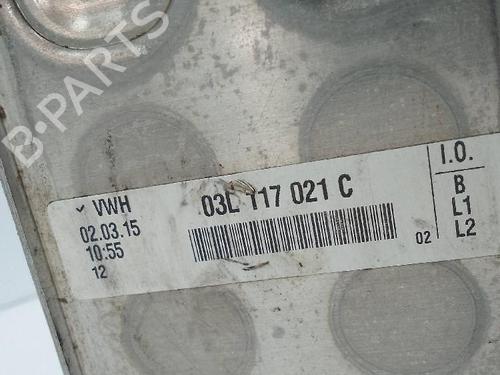 B-PARTS
✓ VWH
02.03.15
10:55
12
03L 117 021 C
02
I.O.
B
L1
L2